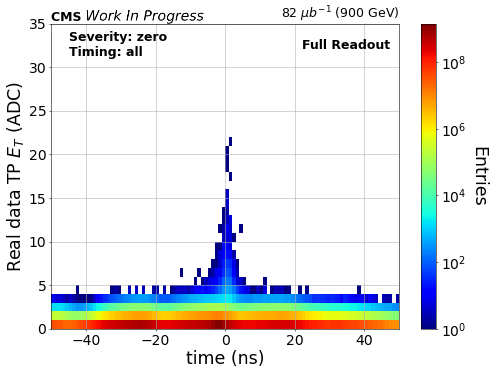 CMS Work In Progress
82 μb⁻¹ (900 GeV)
Severity: zero
Timing: all
Full Readout
Real data TP E_T (ADC)
35
30
25
20
15
10
5
0
−40 −20 0 20 40
time (ns)
10⁸
10⁶
10⁴
10²
10⁰
Entries